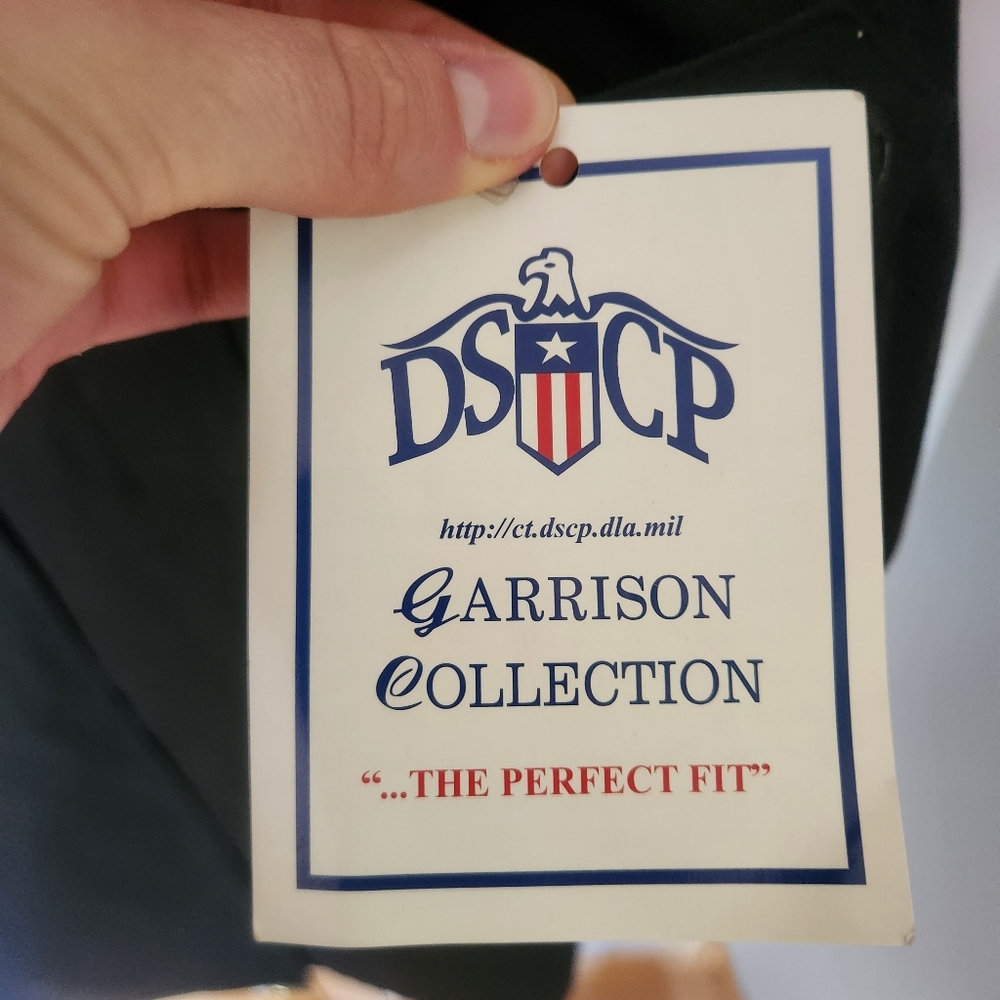 DSCP
http://ct.dscp.dla.mil
GARRISON
COLLECTION
“...THE PERFECT FIT”